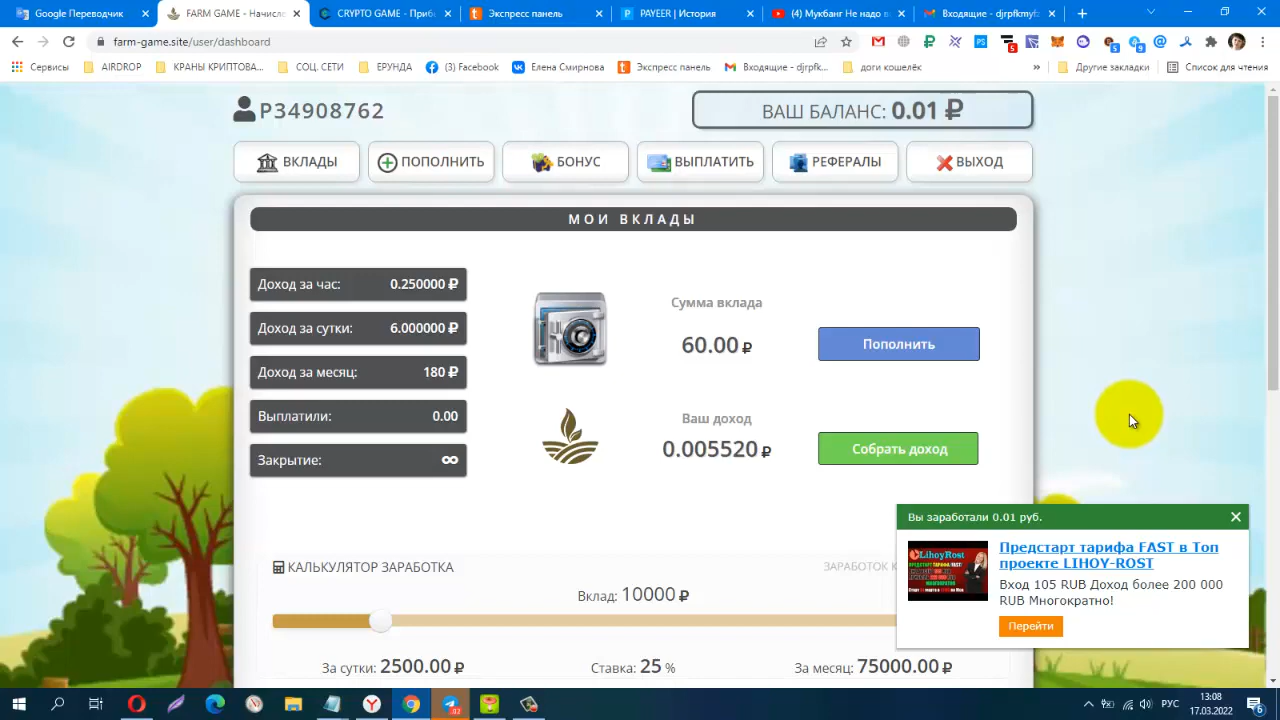 Google Переводчик
FARM GAME - Начисло
CRYPTO GAME - Приб
Экспресс панель
PAYEER | История
(4) Мукбанг Не надо в
Входящие - djrpfkmyfz
farm-game.site/user/dashboard
Сервисы
AIRDROP
КРАНЫ КРИПТОВА...
СОЦ. СЕТИ
ЕРУНДА
(3) Facebook
Елена Смирнова
Экспресс панель
Входящие - djrpfk...
доги кошелёк
»
Другие закладки
Список для чтения
P34908762
ВАШ БАЛАНС: 0.01 ₽
ВКЛАДЫ
ПОПОЛНИТЬ
БОНУС
ВЫПЛАТИТЬ
РЕФЕРАЛЫ
ВЫХОД
МОИ ВКЛАДЫ
Доход за час: 0.250000 ₽
Доход за сутки: 6.000000 ₽
Доход за месяц: 180 ₽
Выплатили: 0.00
Закрытие: ∞
Сумма вклада
60.00 ₽
Пополнить
Ваш доход
0.005520 ₽
Собрать доход
Вы заработали 0.01 руб.
LihoyRost
Предстарт тарифа FAST в Топ
проекте LIHOY-ROST
Вход 105 RUB Доход более 200 000
RUB Многократно!
Перейти
КАЛЬКУЛЯТОР ЗАРАБОТКА
ЗАРАБОТОК
Вклад: 10000 ₽
За сутки: 2500.00 ₽
Ставка: 25 %
За месяц: 75000.00 ₽
РУС
13:08
17.03.2022